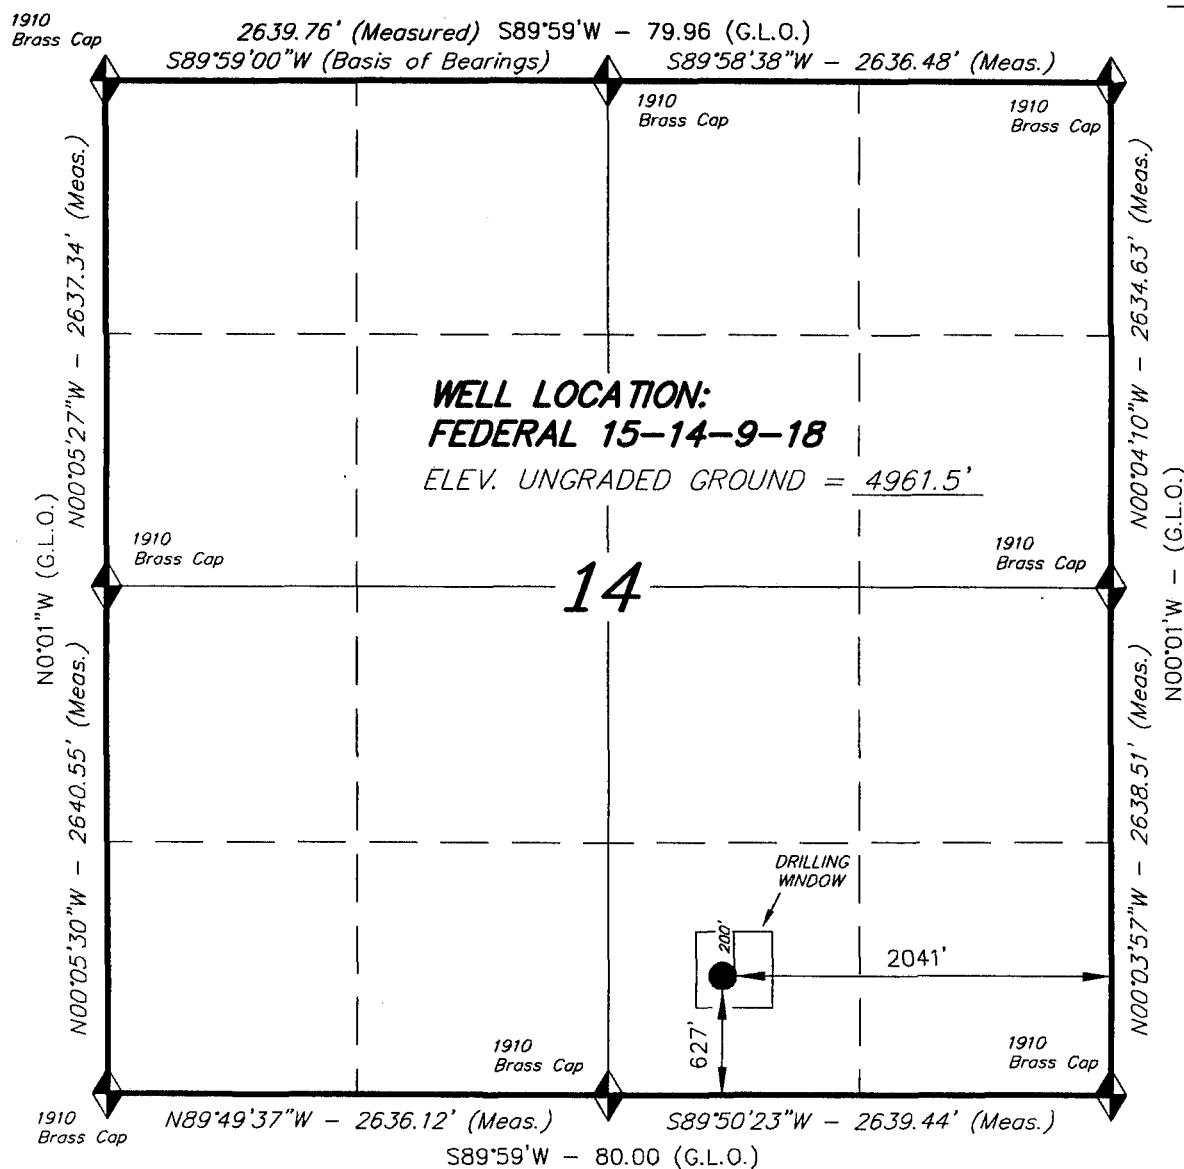 1910
Brass Cap
2639.76' (Measured) S89°59'W – 79.96 (G.L.O.)
S89°59'00"W (Basis of Bearings)
S89°58'38"W – 2636.48' (Meas.)
1910
Brass Cap
1910
Brass Cap
N00°05'27"W – 2637.34' (Meas.)
N00°04'10"W – 2634.63' (Meas.)
WELL LOCATION:
FEDERAL 15–14–9–18
ELEV. UNGRADED GROUND = 4961.5'
N0°01"W (G.L.O.)
N00°01'W – (G.L.O.)
1910
Brass Cap
1910
Brass Cap
14
N00°05'30"W – 2640.55' (Meas.)
N00°03'57"W – 2638.51' (Meas.)
DRILLING
WINDOW
200'
2041'
627'
1910
Brass Cap
1910
Brass Cap
1910
Brass Cap
N89°49'37"W – 2636.12' (Meas.)
S89°50'23"W – 2639.44' (Meas.)
S89°59'W – 80.00 (G.L.O.)